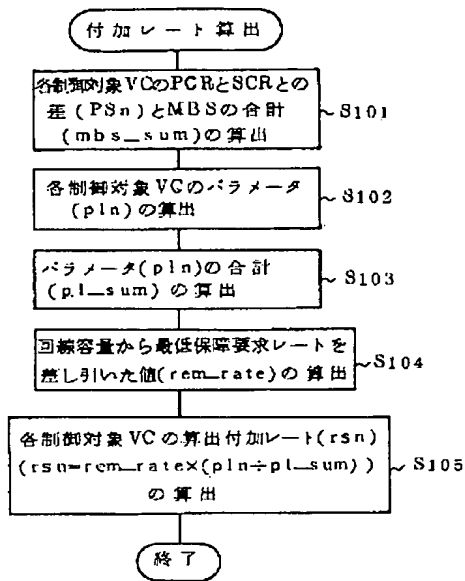 付加レート算出
各制御対象VCのPCRとSCRとの
差(PSn)とMBSの合計
(mbs_sum)の算出
S101
各制御対象VCのパラメータ
(pln)の算出
S102
パラメータ(pln)の合計
(pl_sum)の算出
S103
回線容量から最低保障要求レートを
差し引いた値(rem_rate)の算出
S104
各制御対象VCの算出付加レート(rsn)
(rsn=rem_rate×(pln÷pl_sum))
の算出
S105
終了